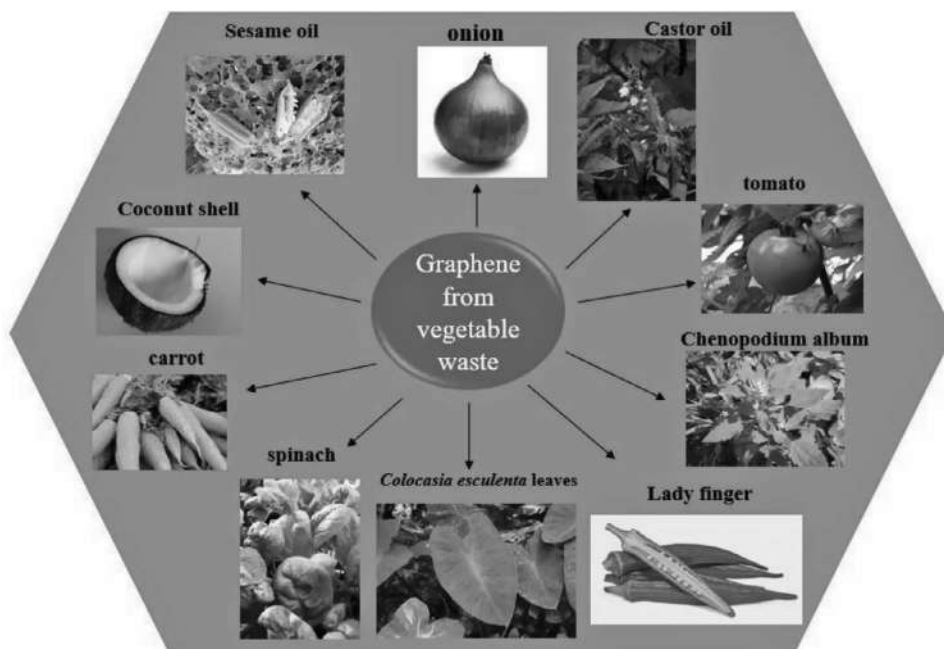 Sesame oil
onion
Castor oil
Coconut shell
tomato
Graphene
from
vegetable
waste
carrot
Chenopodium album
spinach
Colocasia esculenta leaves
Lady finger